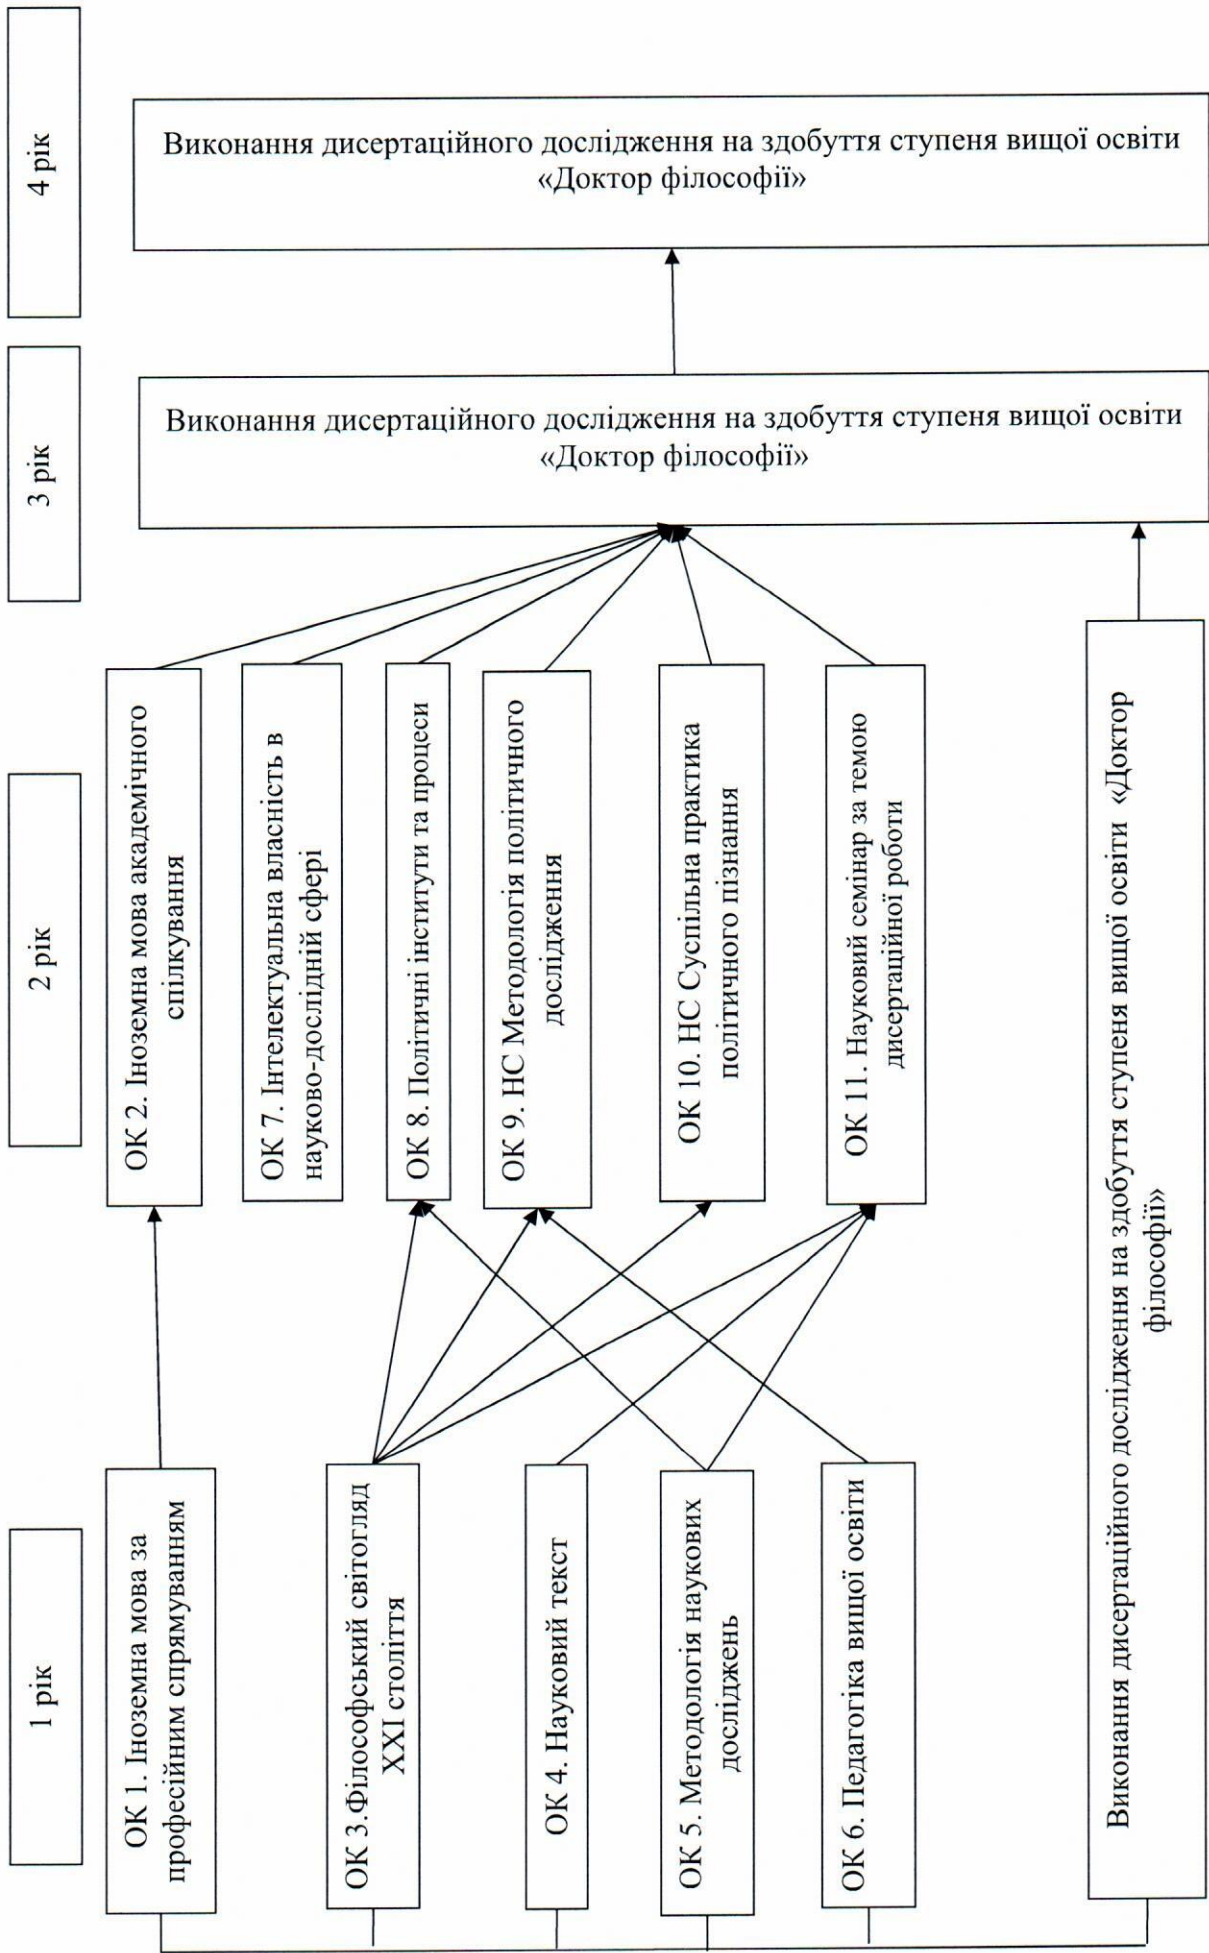 1 рік
2 рік
3 рік
4 рік
ОК 1. Іноземна мова за
професійним спрямуванням
ОК 3.Філософський світогляд
ХХІ століття
ОК 4. Науковий текст
ОК 5. Методологія наукових
досліджень
ОК 6. Педагогіка вищої освіти
ОК 2. Іноземна мова академічного
спілкування
ОК 7. Інтелектуальна власність в
науково-дослідній сфері
ОК 8. Політичні інститути та процеси
ОК 9. НС Методологія політичного
дослідження
ОК 10. НС Суспільна практика
політичного пізнання
ОК 11. Науковий семінар за темою
дисертаційної роботи
Виконання дисертаційного дослідження на здобуття ступеня вищої освіти «Доктор
філософії»
Виконання дисертаційного дослідження на здобуття ступеня вищої освіти
«Доктор філософії»
Виконання дисертаційного дослідження на здобуття ступеня вищої освіти
«Доктор філософії»